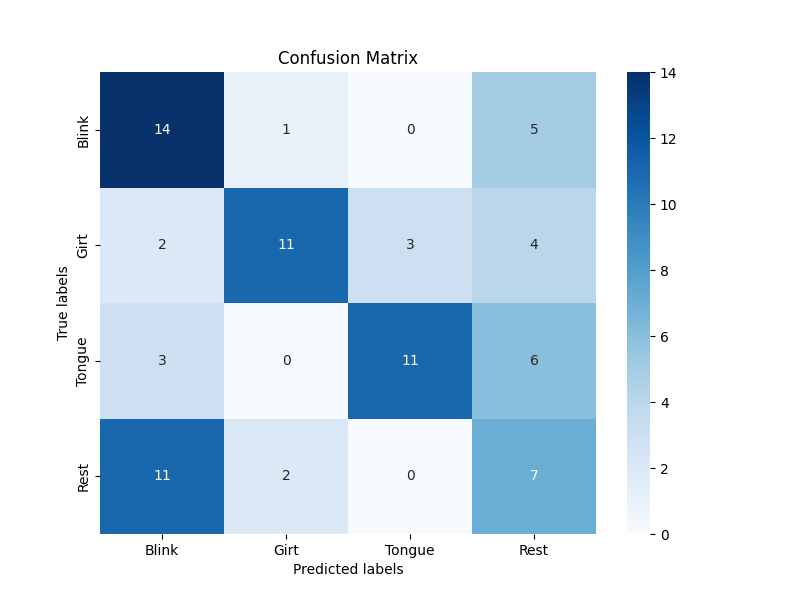 Confusion Matrix
True labels
Blink 14 1 0 5
Girt 2 11 3 4
Tongue 3 0 11 6
Rest 11 2 0 7
Blink Girt Tongue Rest
Predicted labels
14
12
10
8
6
4
2
0